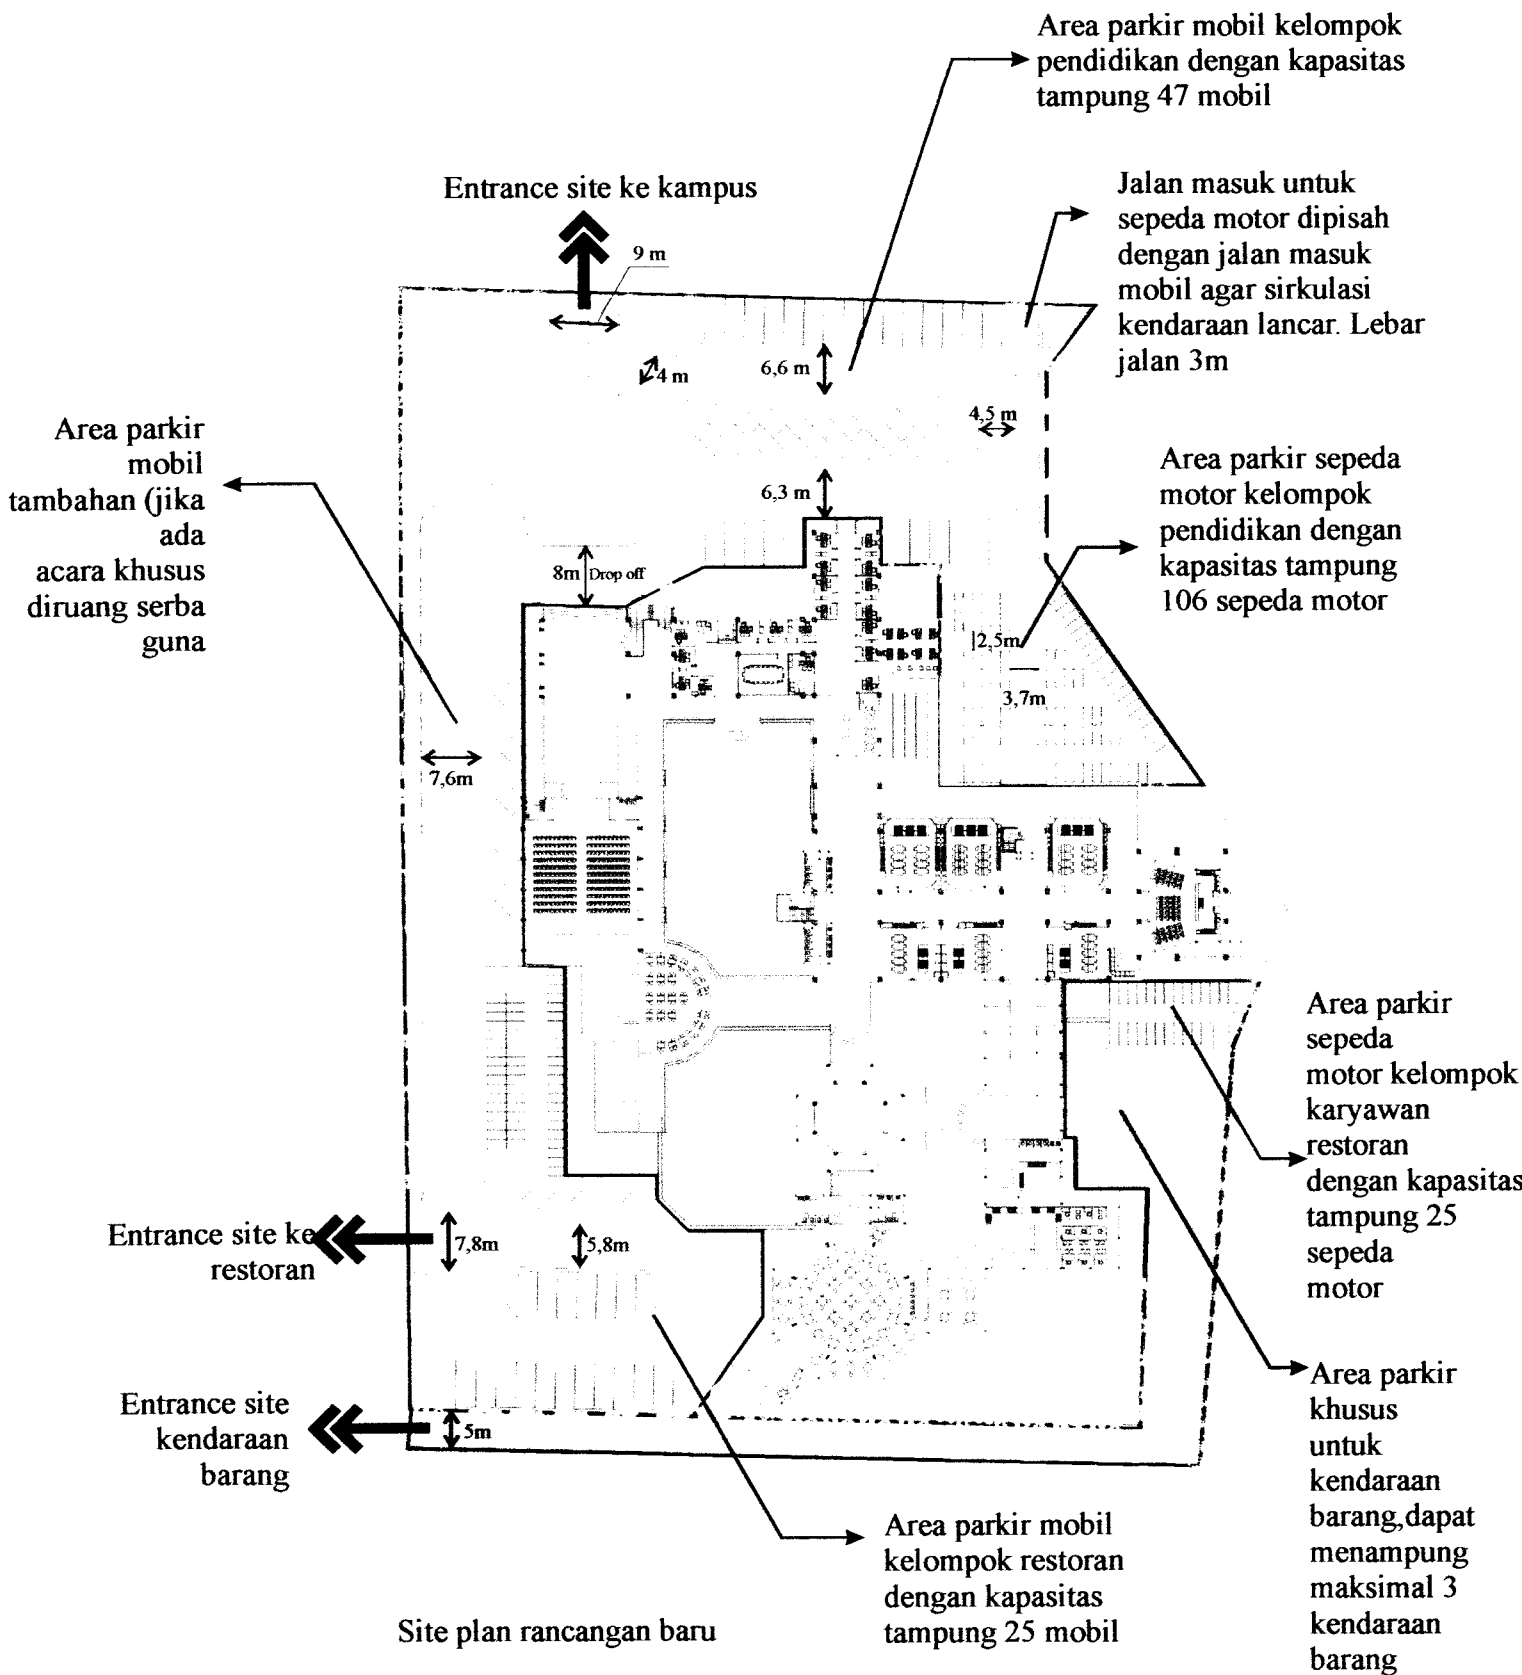 Area parkir mobil kelompok
pendidikan dengan kapasitas
tampung 47 mobil
Entrance site ke kampus
9 m
Jalan masuk untuk
sepeda motor dipisah
dengan jalan masuk
mobil agar sirkulasi
kendaraan lancar. Lebar
jalan 3m
6,6 m
4 m
4,5 m
Area parkir
mobil
tambahan (jika
ada
acara khusus
diruang serba
guna
6,3 m
Area parkir sepeda
motor kelompok
pendidikan dengan
kapasitas tampung
106 sepeda motor
8m
Drop off
2,5m
3,7m
7,6m
Area parkir
sepeda
motor kelompok
karyawan
restoran
dengan kapasitas
tampung 25
sepeda
motor
Entrance site ke
restoran
7,8m
5,8m
Entrance site
kendaraan
barang
5m
Area parkir
khusus
untuk
kendaraan
barang,dapat
menampung
maksimal 3
kendaraan
barang
Area parkir mobil
kelompok restoran
dengan kapasitas
tampung 25 mobil
Site plan rancangan baru